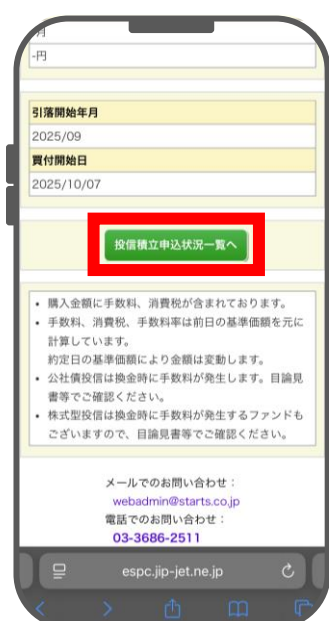 -円
引落開始年月
2025/09
買付開始日
2025/10/07
投信積立申込状況一覧へ
• 購入金額に手数料、消費税が含まれております。
• 手数料、消費税、手数料率は前日の基準価額を元に
計算しています。
約定日の基準価額により金額は変動します。
• 公社債投信は換金時に手数料が発生します。目論見
書等でご確認ください。
• 株式型投信は換金時に手数料が発生するファンドも
ございますので、目論見書等でご確認ください。
メールでのお問い合わせ：
webadmin@starts.co.jp
電話でのお問い合わせ：
03-3686-2511
espc.jip-jet.ne.jp